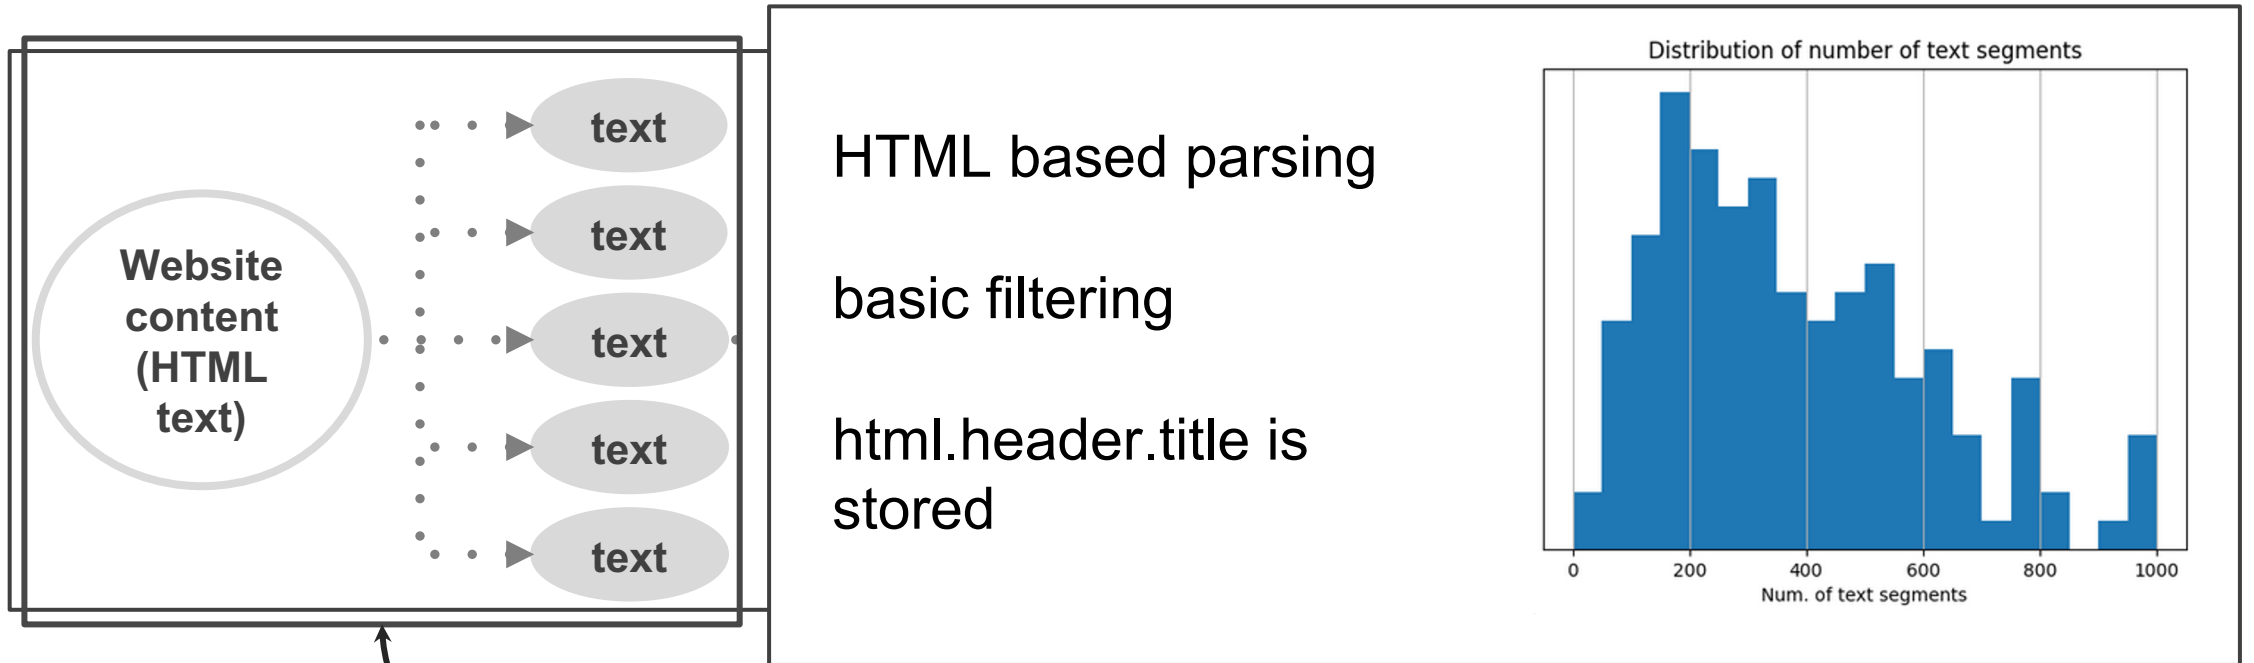 Website
content
(HTML
text)
text
text
text
text
text
HTML based parsing
basic filtering
html.header.title is
stored
Distribution of number of text segments
0 200 400 600 800 1000
Num. of text segments